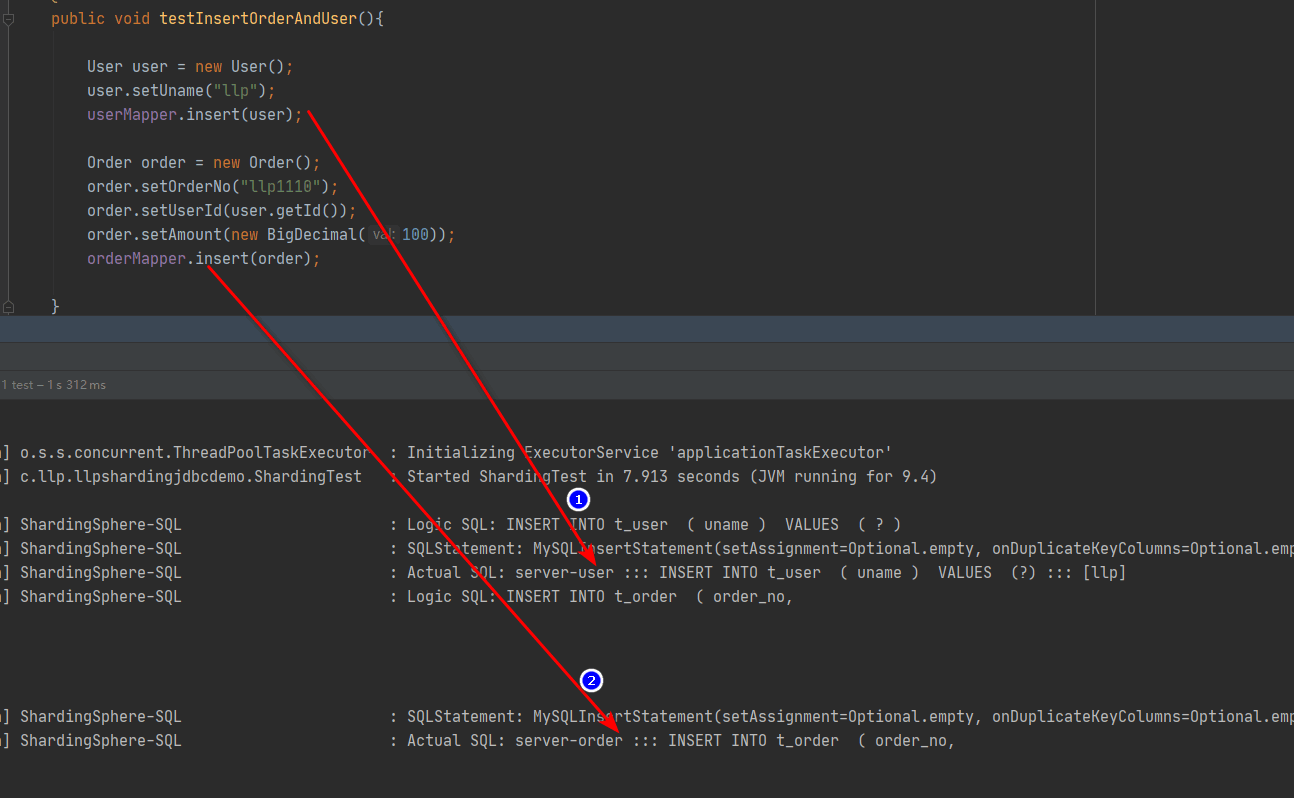 public void testInsertOrderAndUser(){
User user = new User();
user.setUname("llp");
userMapper.insert(user);
Order order = new Order();
order.setOrderNo("llp1110");
order.setUserId(user.getId());
order.setAmount(new BigDecimal( val: 100));
orderMapper.insert(order);
}
1 test – 1 s 312 ms
] o.s.s.concurrent.ThreadPoolTaskExecutor : Initializing ExecutorService 'applicationTaskExecutor'
] c.llp.llpshardingjdbcdemo.ShardingTest : Started ShardingTest in 7.913 seconds (JVM running for 9.4)
1
] ShardingSphere-SQL : Logic SQL: INSERT INTO t_user ( uname ) VALUES ( ? )
] ShardingSphere-SQL : SQLStatement: MySQLInsertStatement(setAssignment=Optional.empty, onDuplicateKeyColumns=Optional.emp
] ShardingSphere-SQL : Actual SQL: server-user ::: INSERT INTO t_user ( uname ) VALUES (?) ::: [llp]
] ShardingSphere-SQL : Logic SQL: INSERT INTO t_order ( order_no,
2
] ShardingSphere-SQL : SQLStatement: MySQLInsertStatement(setAssignment=Optional.empty, onDuplicateKeyColumns=Optional.emp
] ShardingSphere-SQL : Actual SQL: server-order ::: INSERT INTO t_order ( order_no,